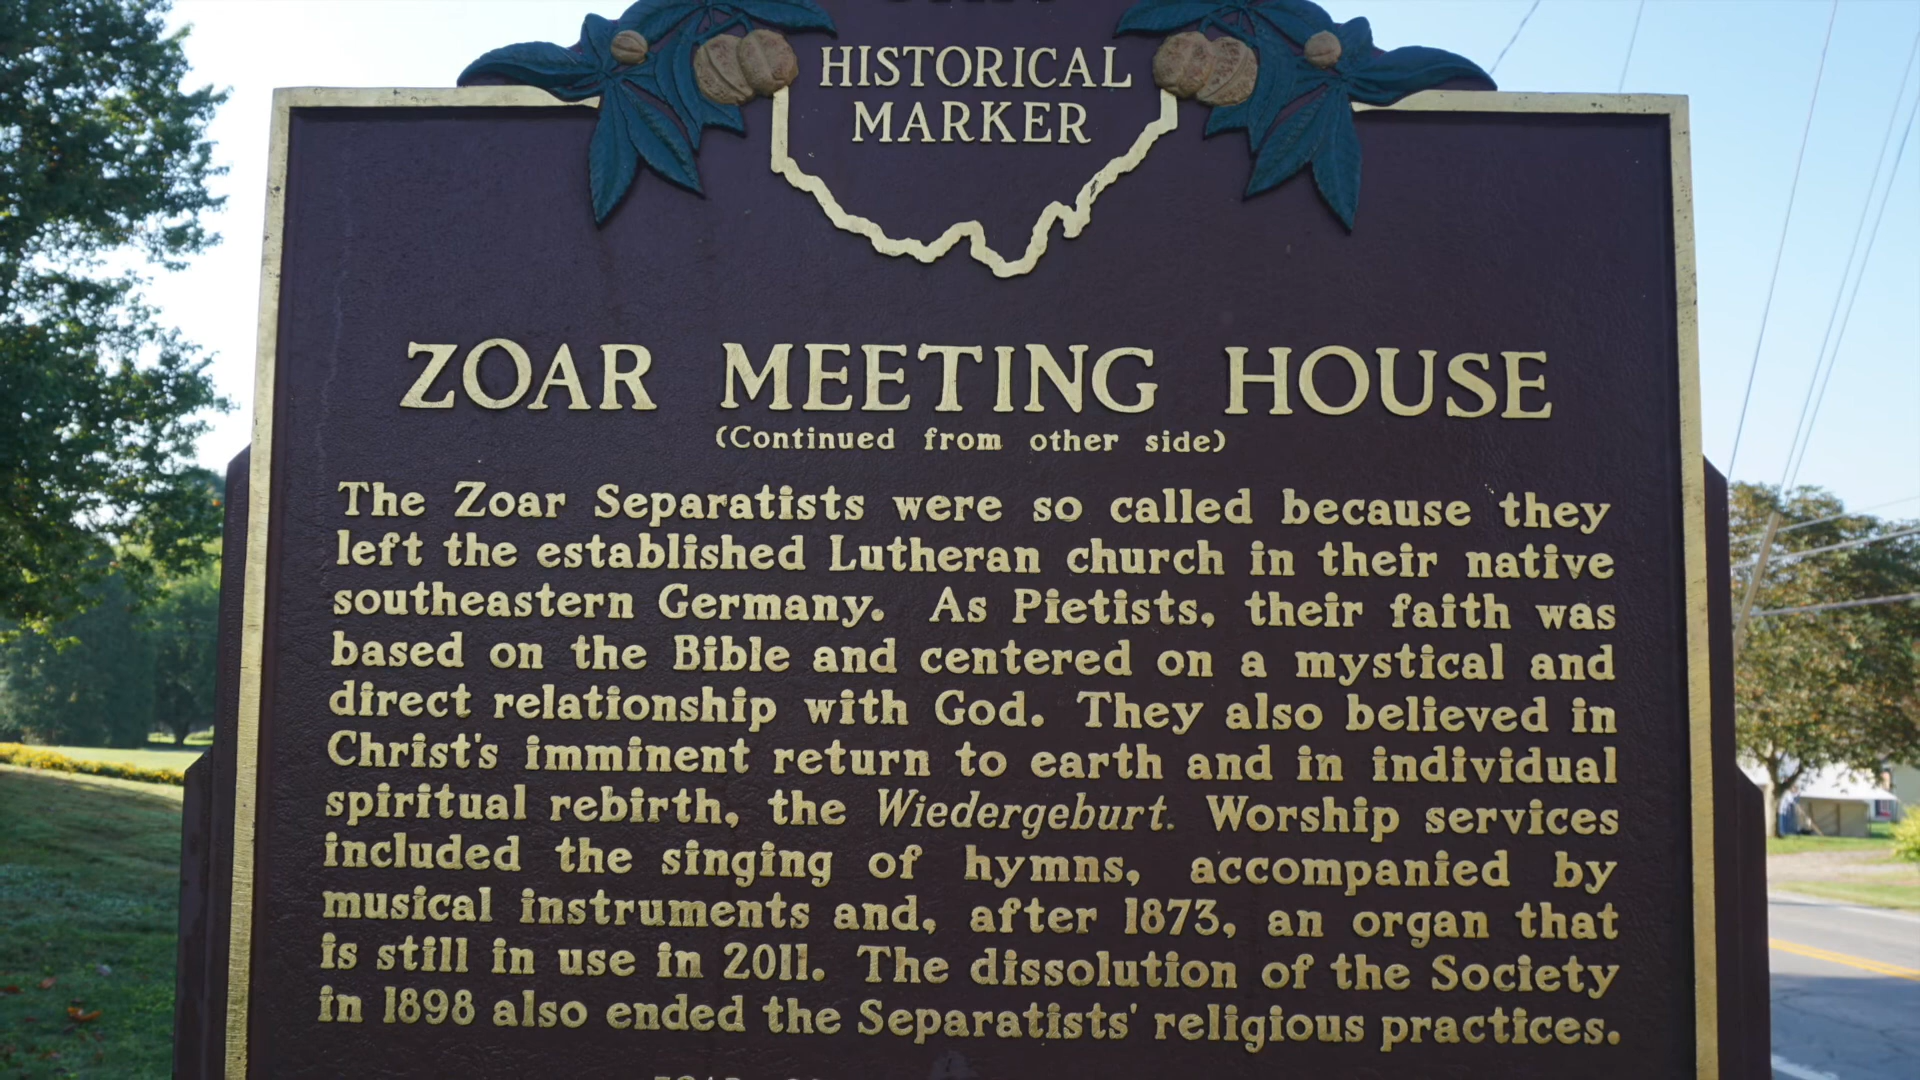 HISTORICAL
MARKER
ZOAR MEETING HOUSE
(Continued from other side)
The Zoar Separatists were so called because they
left the established Lutheran church in their native
southeastern Germany. As Pietists, their faith was
based on the Bible and centered on a mystical and
direct relationship with God. They also believed in
Christ's imminent return to earth and in individual
spiritual rebirth, the Wiedergeburt. Worship services
included the singing of hymns, accompanied by
musical instruments and, after 1873, an organ that
is still in use in 2011. The dissolution of the Society
in 1898 also ended the Separatists' religious practices.